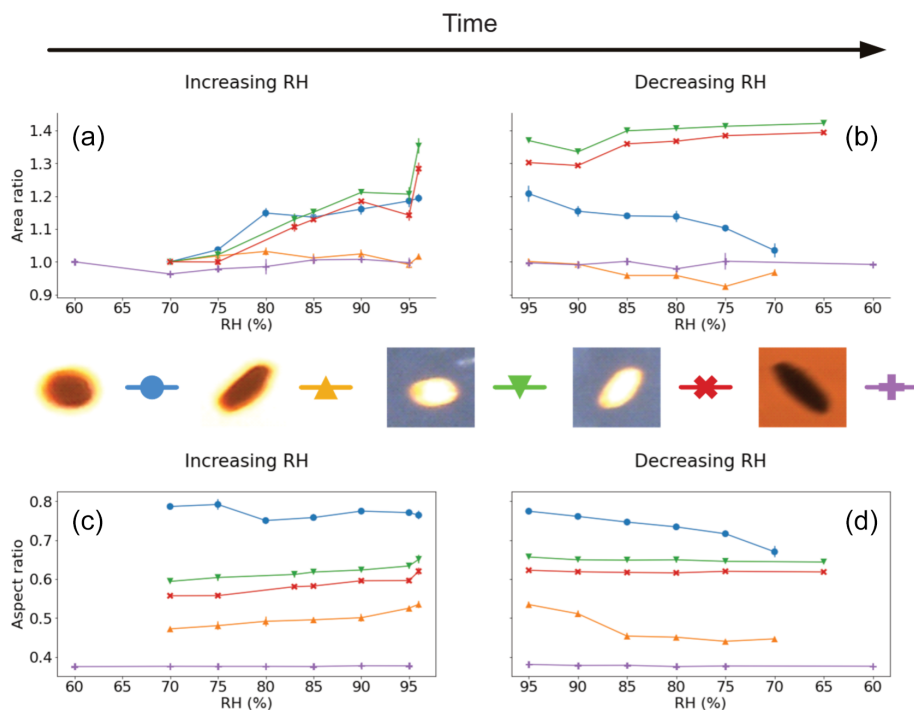 Time
Increasing RH
Decreasing RH
(a)
(b)
Area ratio
1.4
1.3
1.2
1.1
1.0
0.9
60 65 70 75 80 85 90 95
RH (%)
95 90 85 80 75 70 65 60
RH (%)
Increasing RH
Decreasing RH
(c)
(d)
Aspect ratio
0.8
0.7
0.6
0.5
0.4
60 65 70 75 80 85 90 95
RH (%)
95 90 85 80 75 70 65 60
RH (%)